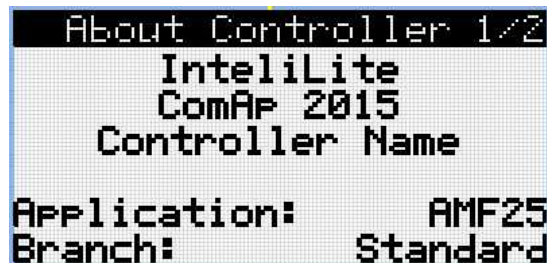 About Controller 1/2
InteliLite
ComAp 2015
Controller Name
Application: AMF25
Branch: Standard